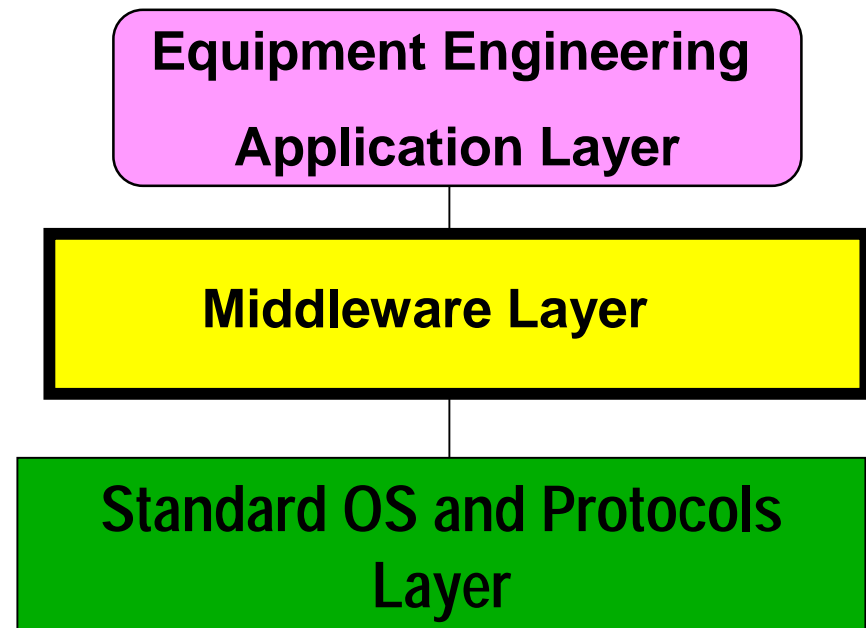 Equipment Engineering
Application Layer
Middleware Layer
Standard OS and Protocols
Layer